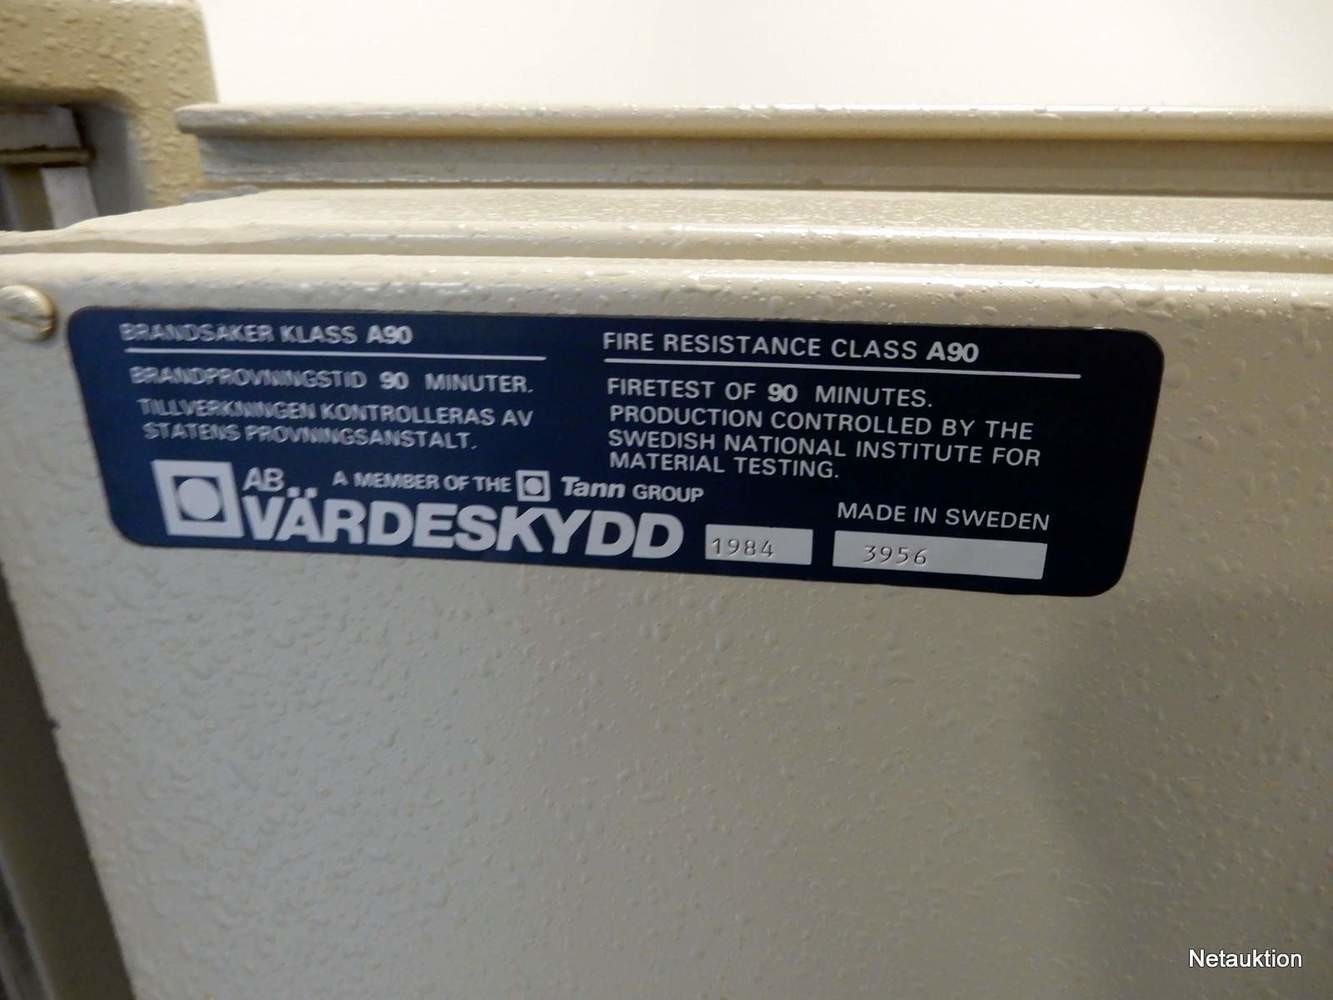 BRANDSAKER KLASS A90
BRANDPROVNINGSTID 90 MINUTER.
TILLVERKNINGEN KONTROLLERAS AV
STATENS PROVNINGSANSTALT.
FIRE RESISTANCE CLASS A90
FIRETEST OF 90 MINUTES.
PRODUCTION CONTROLLED BY THE
SWEDISH NATIONAL INSTITUTE FOR
MATERIAL TESTING.
AB A MEMBER OF THE Tann GROUP
VÄRDESKYDD
MADE IN SWEDEN
1984 3956
Netauktion